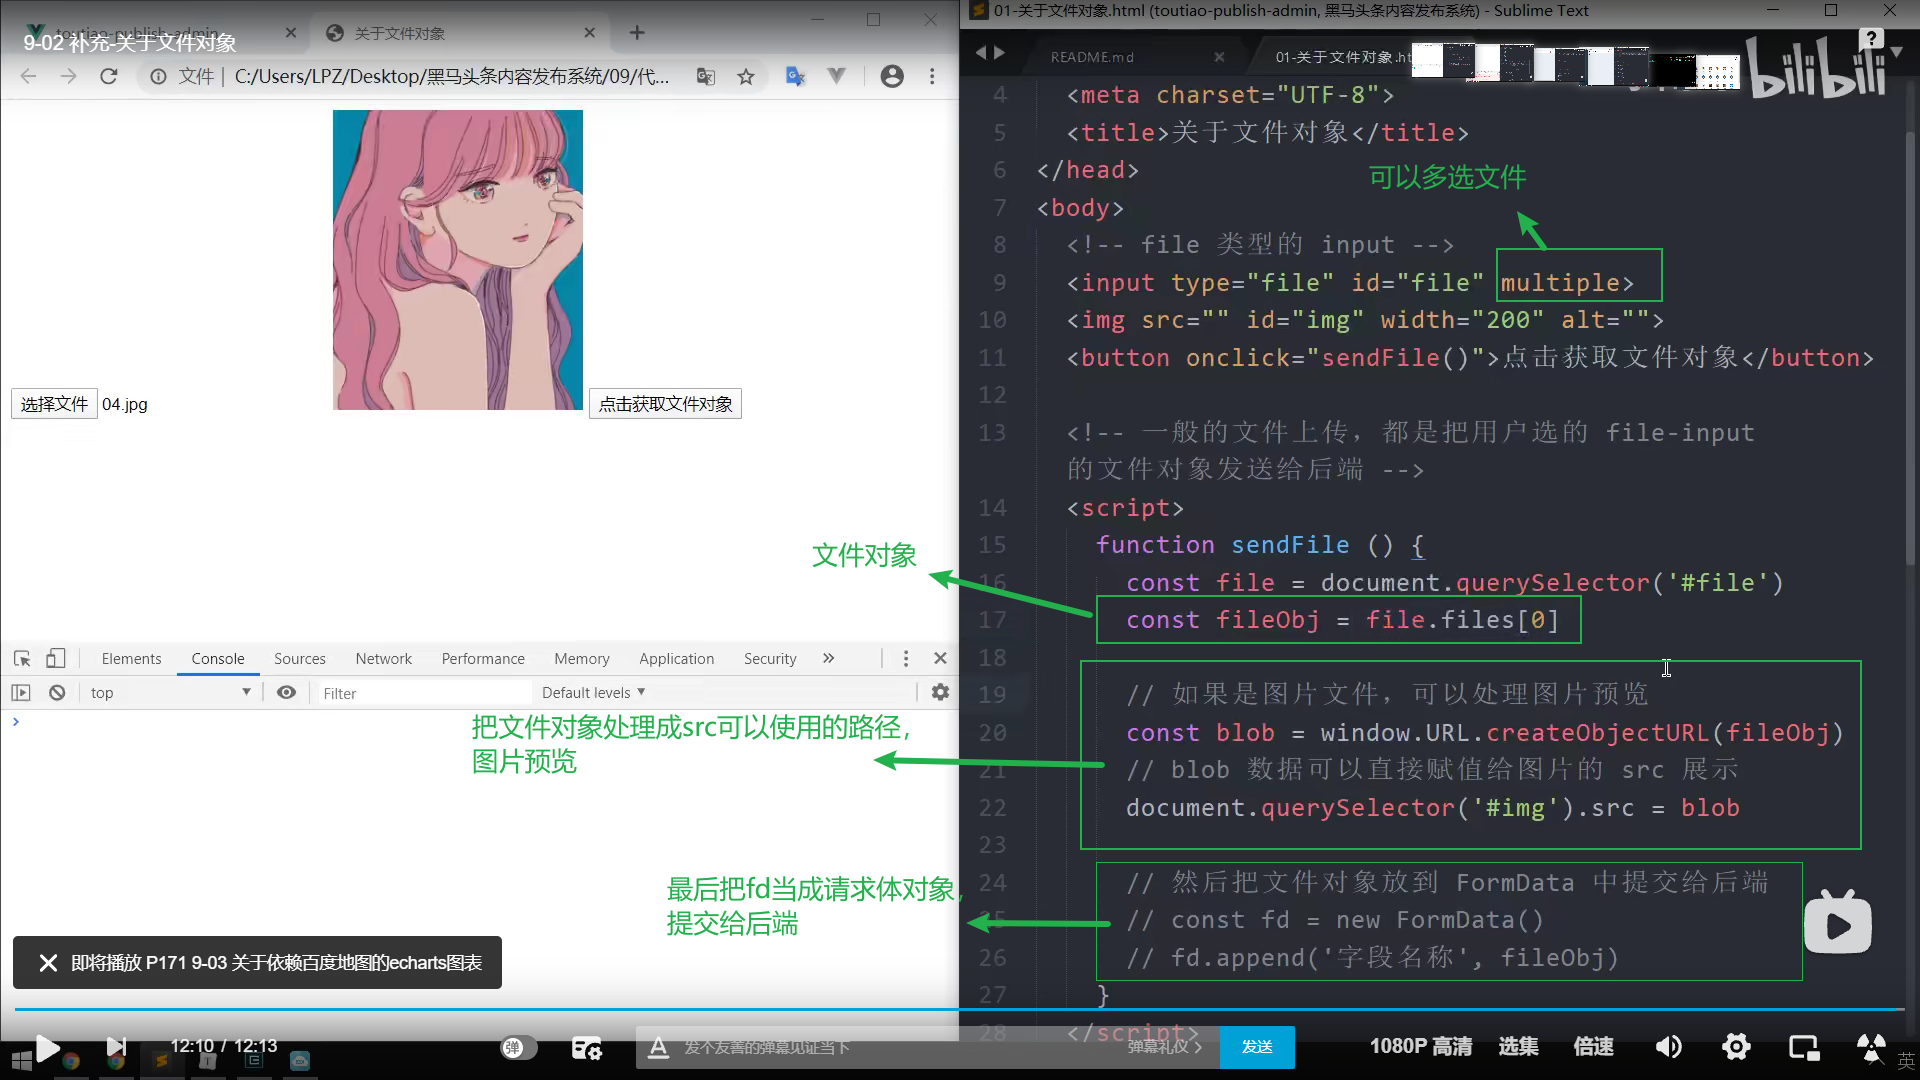 toutiao-publish-admin
9-02 补充-关于文件对象
关于文件对象
文件
C:/Users/LPZ/Desktop/黑马头条内容发布系统/09/代...
选择文件 04.jpg
点击获取文件对象
文件对象
Elements Console Sources Network Performance Memory Application Security
top
Filter
Default levels
把文件对象处理成src可以使用的路径，
图片预览
最后把fd当成请求体对象，
提交给后端
即将播放 P171 9-03 关于依赖百度地图的echarts图表
01-关于文件对象.html (toutiao-publish-admin, 黑马头条内容发布系统) - Sublime Text
README.md
01-关于文件对象.ht
bilibili
4 <meta charset="UTF-8">
5 <title>关于文件对象</title>
6 </head>
可以多选文件
7 <body>
8 <!-- file 类型的 input -->
9 <input type="file" id="file" multiple>
10 <img src="" id="img" width="200" alt="">
11 <button onclick="sendFile()">点击获取文件对象</button>
12
13 <!-- 一般的文件上传，都是把用户选的 file-input
的文件对象发送给后端 -->
14 <script>
15 function sendFile () {
16 const file = document.querySelector('#file')
17 const fileObj = file.files[0]
18
19 // 如果是图片文件，可以处理图片预览
20 const blob = window.URL.createObjectURL(fileObj)
21 // blob 数据可以直接赋值给图片的 src 展示
22 document.querySelector('#img').src = blob
23
24 // 然后把文件对象放到 FormData 中提交给后端
25 // const fd = new FormData()
26 // fd.append('字段名称', fileObj)
27 }
28 </script>
12:10 / 12:13
弹
发个友善的弹幕见证当下
弹幕礼仪
发送
1080P 高清
选集
倍速
英